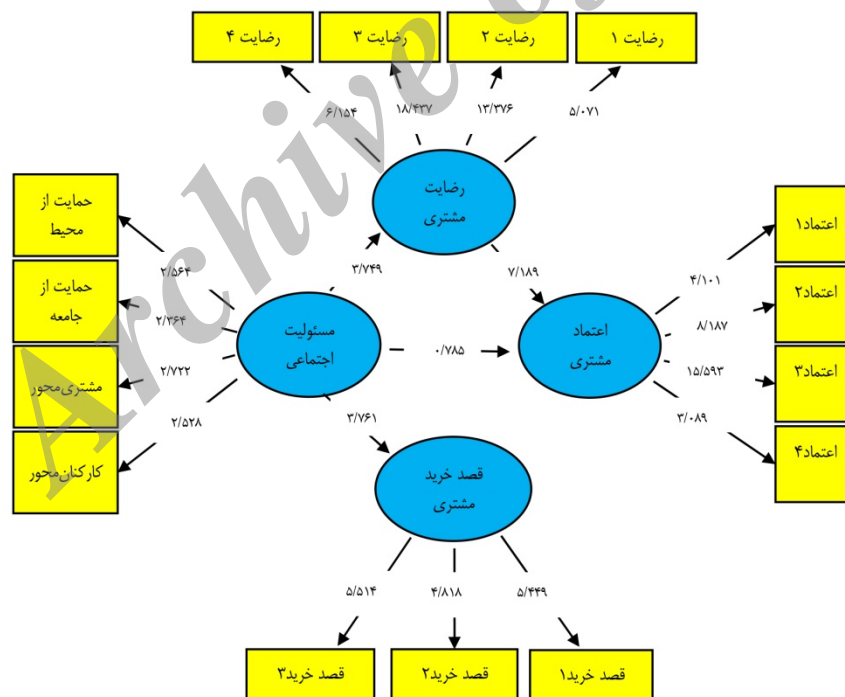 رضایت ۱
رضایت ۲
رضایت ۳
رضایت ۴
۵/۰۷۱
۱۳/۳۷۶
۱۸/۴۳۷
۶/۱۵۴
رضایت
مشتری
حمایت از
محیط
حمایت از
جامعه
مشتری‌محور
کارکنان‌محور
۲/۵۶۴
۲/۳۶۴
۲/۷۲۲
۲/۵۲۸
مسئولیت
اجتماعی
۳/۷۴۹
۷/۱۸۹
۰/۷۸۵
۳/۷۶۱
اعتماد
مشتری
۴/۱۰۱
۸/۱۸۷
۱۵/۵۹۳
۳/۰۸۹
اعتماد۱
اعتماد۲
اعتماد۳
اعتماد۴
قصد خرید
مشتری
۵/۴۴۹
۴/۸۱۸
۵/۵۱۴
قصد خرید۱
قصد خرید۲
قصد خرید۳
Archive